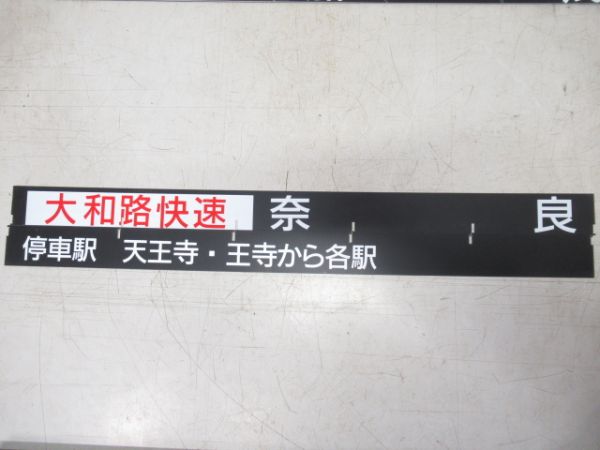 大和路快速 奈良
停車駅 天王寺・王寺から各駅